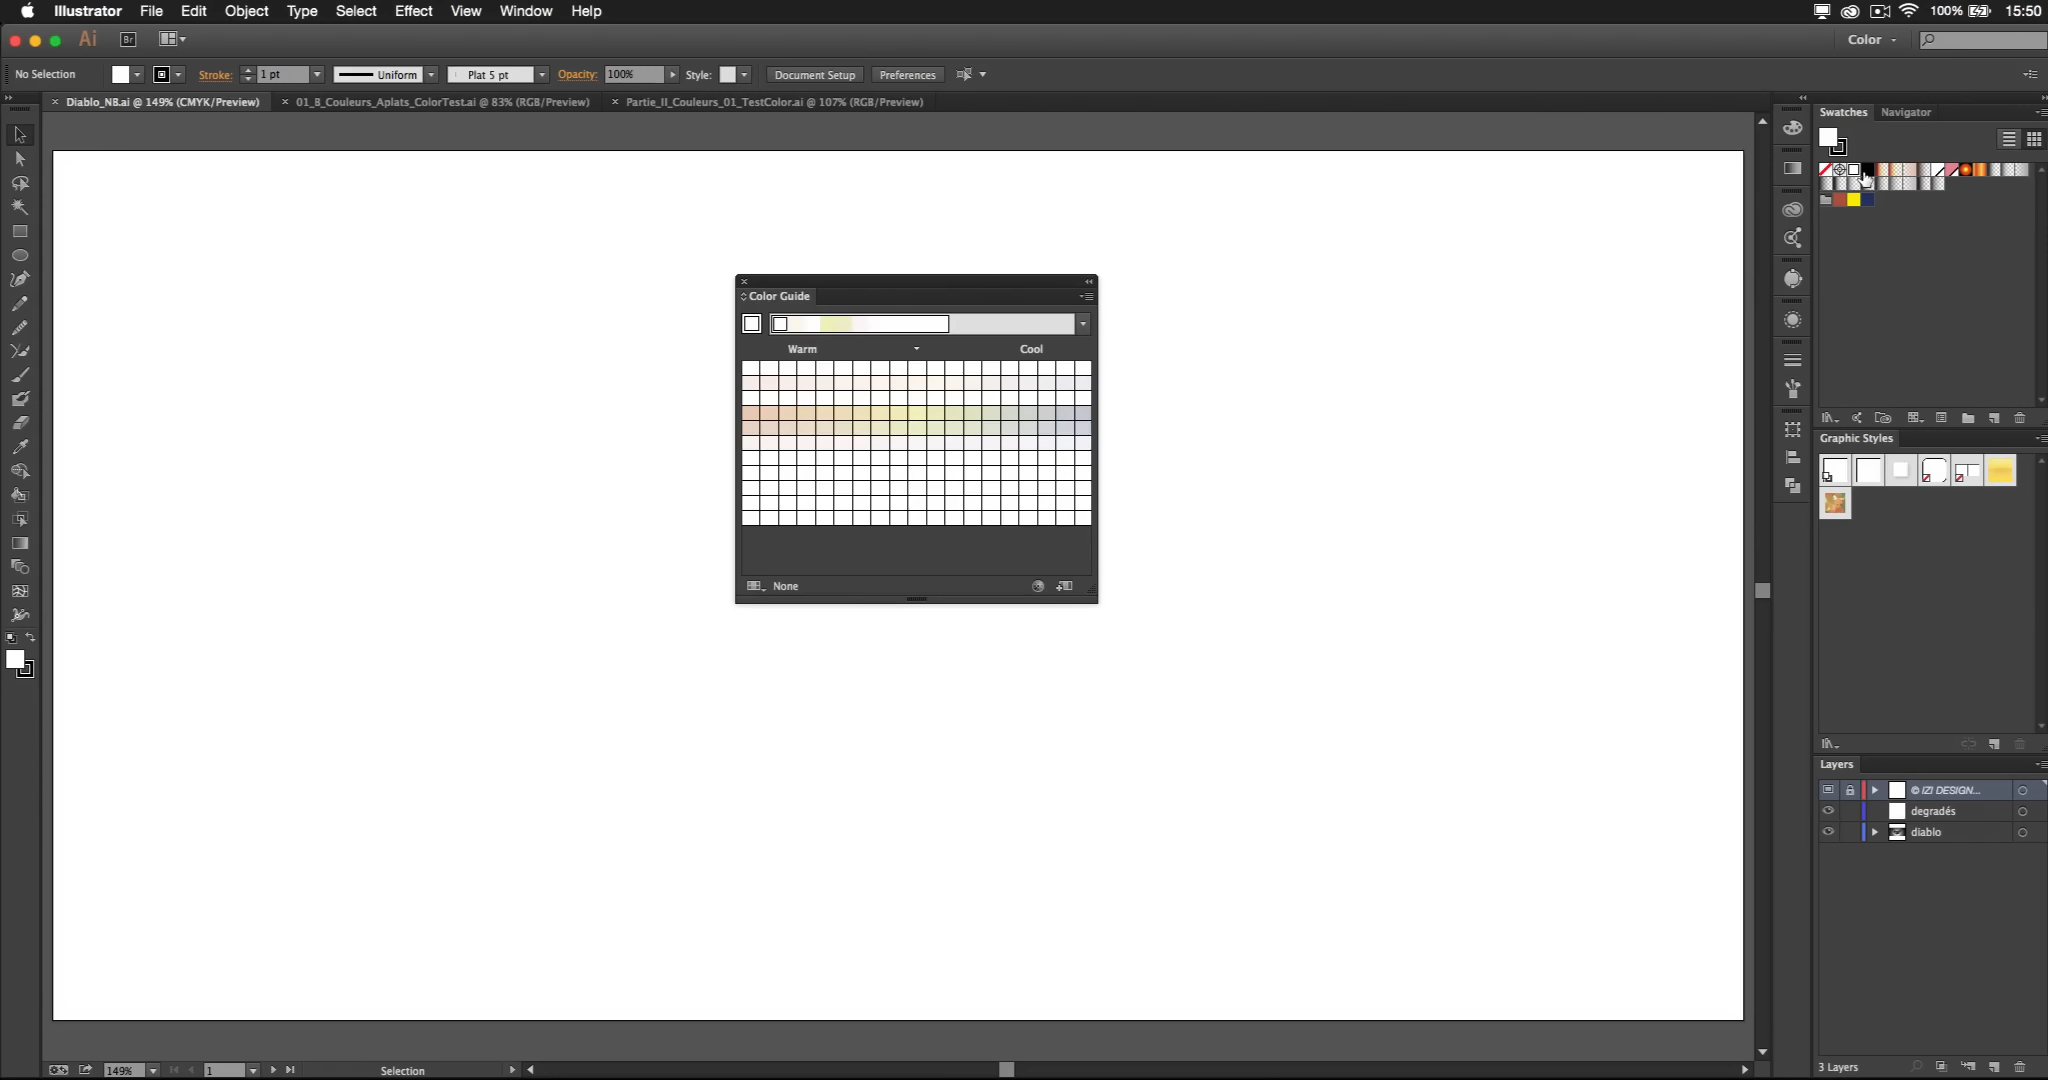 Illustrator File Edit Object Type Select Effect View Window Help 100% 15:50
Ai Br Color
No Selection Stroke: 1 pt Uniform Plat 5 pt Opacity: 100% Style: Document Setup Preferences
Diablo_NB.ai @ 149% (CMYK/Preview) 01_B_Couleurs_Aplats_ColorTest.ai @ 83% (RGB/Preview) Partie_II_Couleurs_01_TestColor.ai @ 107% (RGB/Preview)
Swatches Navigator
Color Guide
Warm Cool
None
Graphic Styles
Layers
© IZI DESIGN...
degradés
diablo
3 Layers
149% 1 Selection